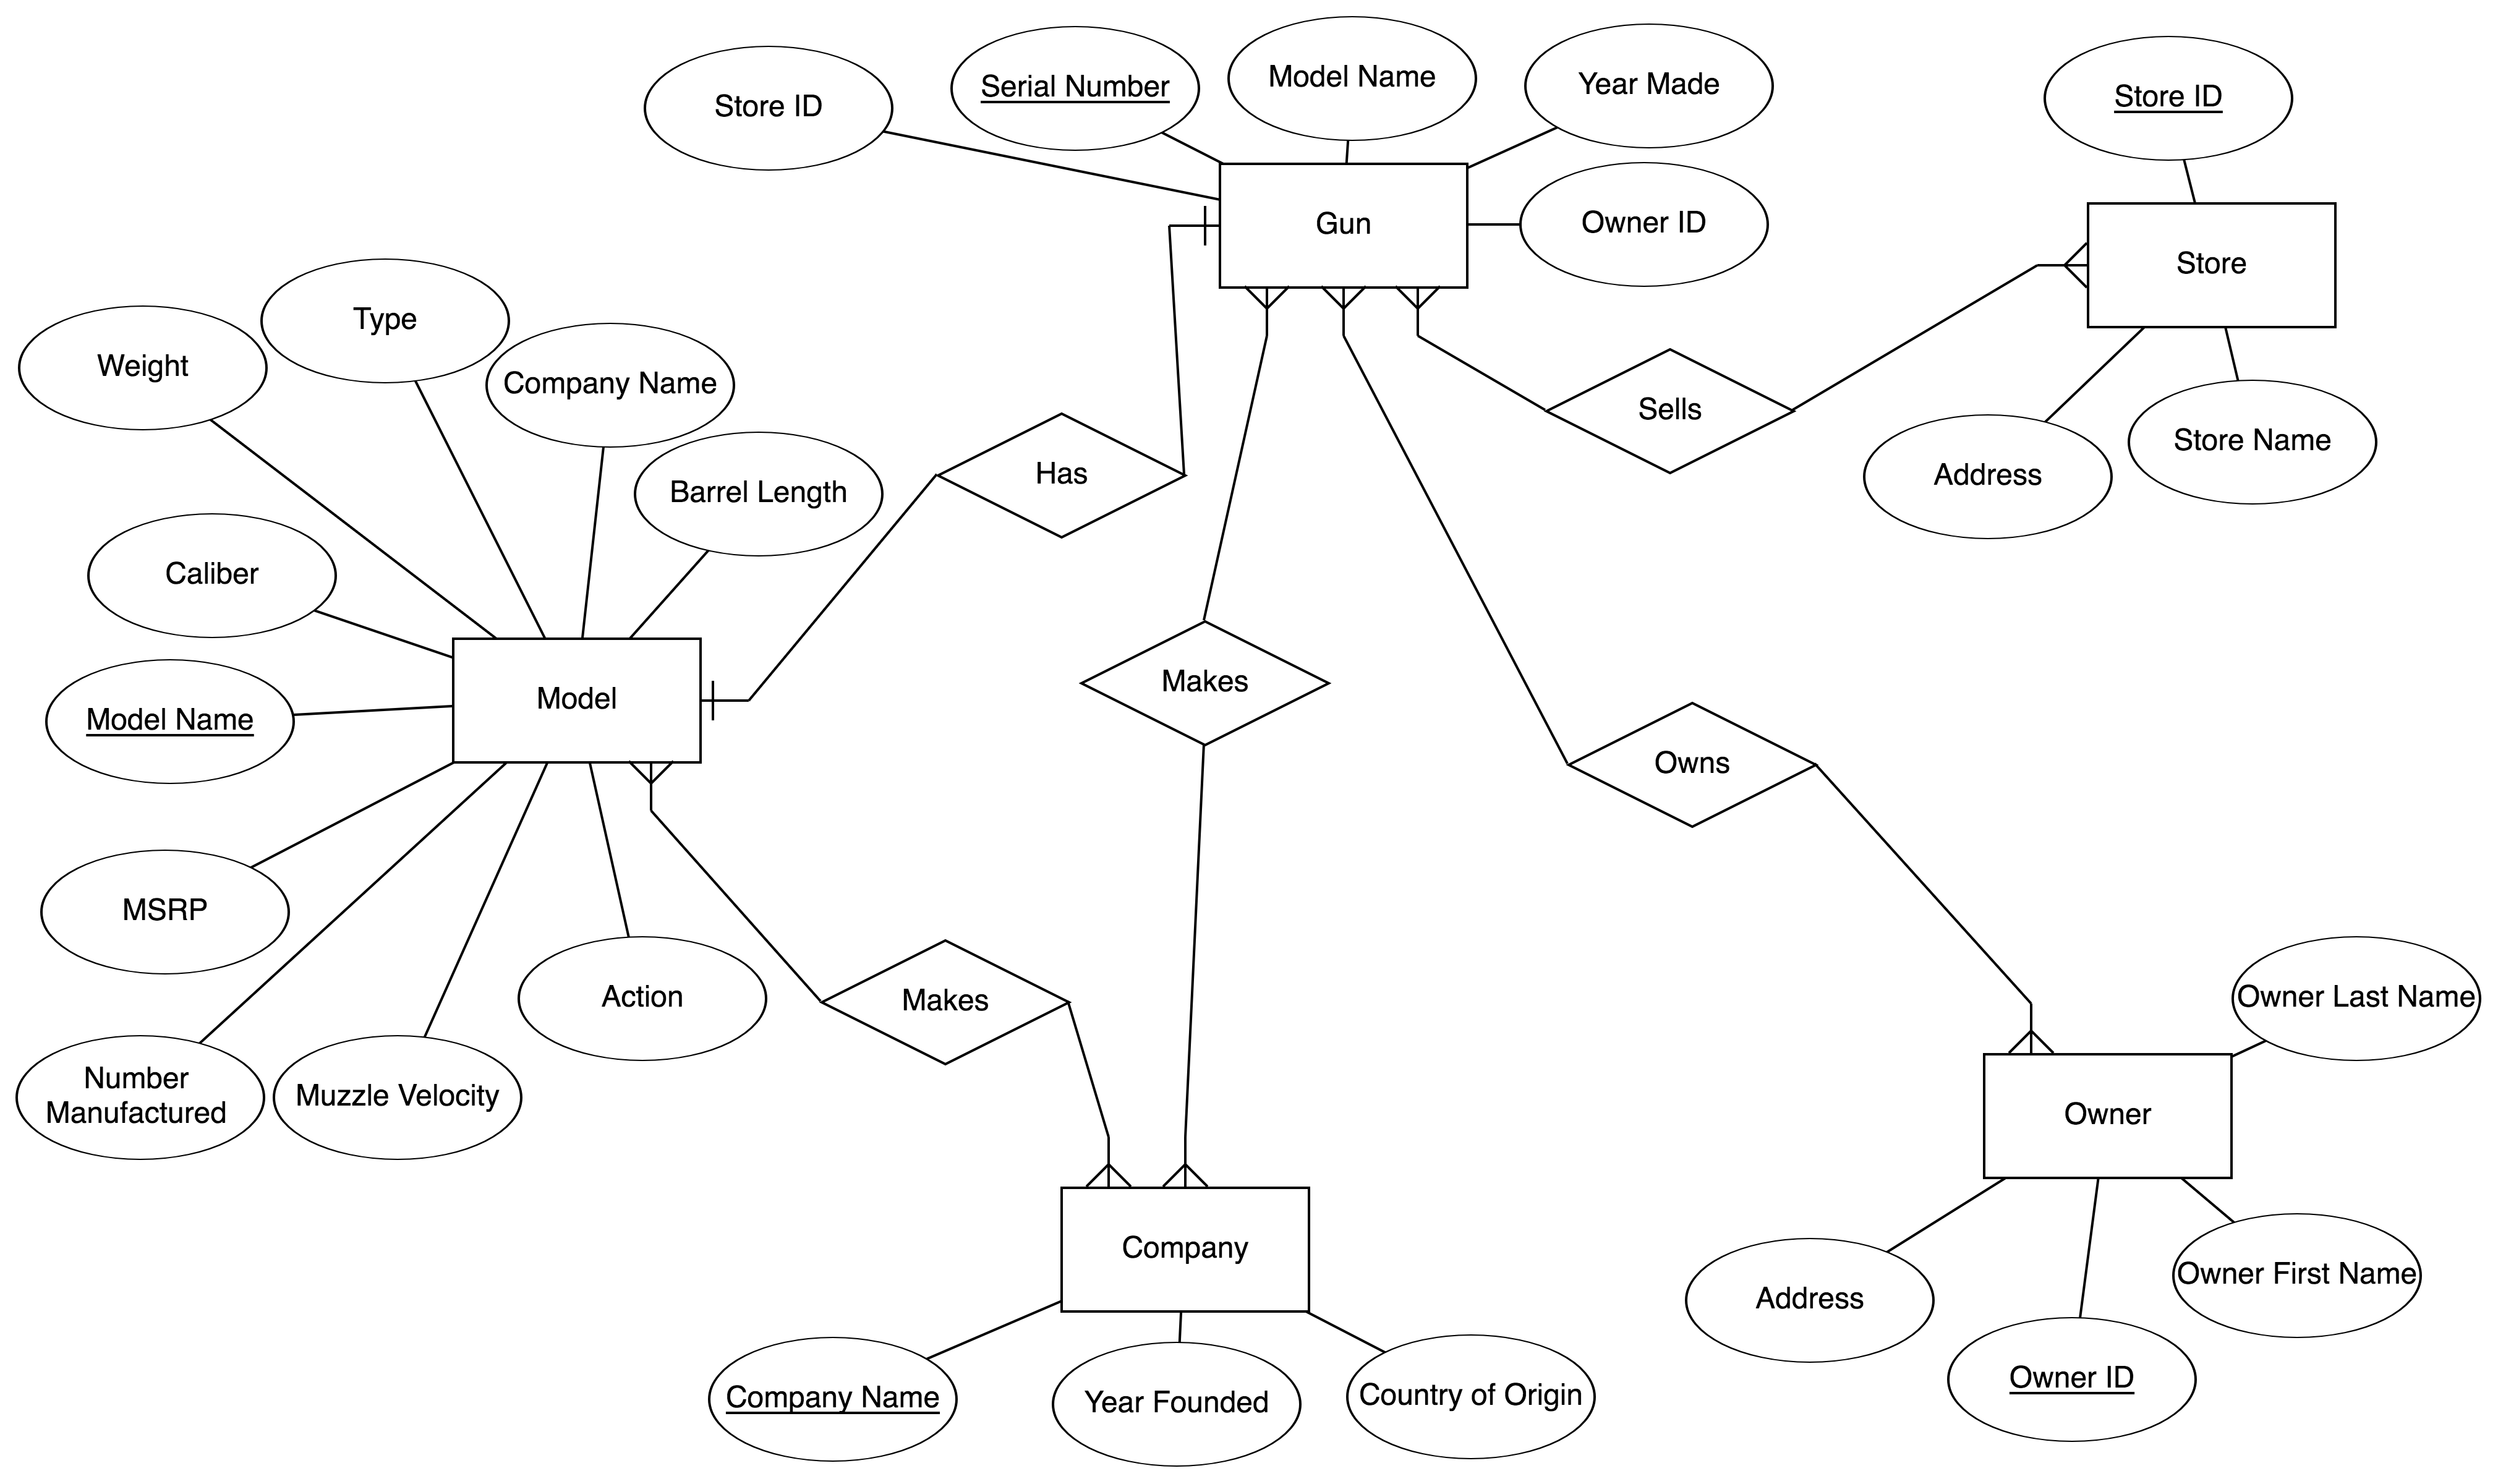 Store ID
Serial Number
Model Name
Year Made
Store ID
Gun
Owner ID
Store
Type
Weight
Company Name
Sells
Store Name
Address
Has
Barrel Length
Caliber
Makes
Model
Model Name
Owns
MSRP
Action
Makes
Owner Last Name
Number
Manufactured
Muzzle Velocity
Owner
Company
Owner First Name
Address
Company Name
Year Founded
Country of Origin
Owner ID